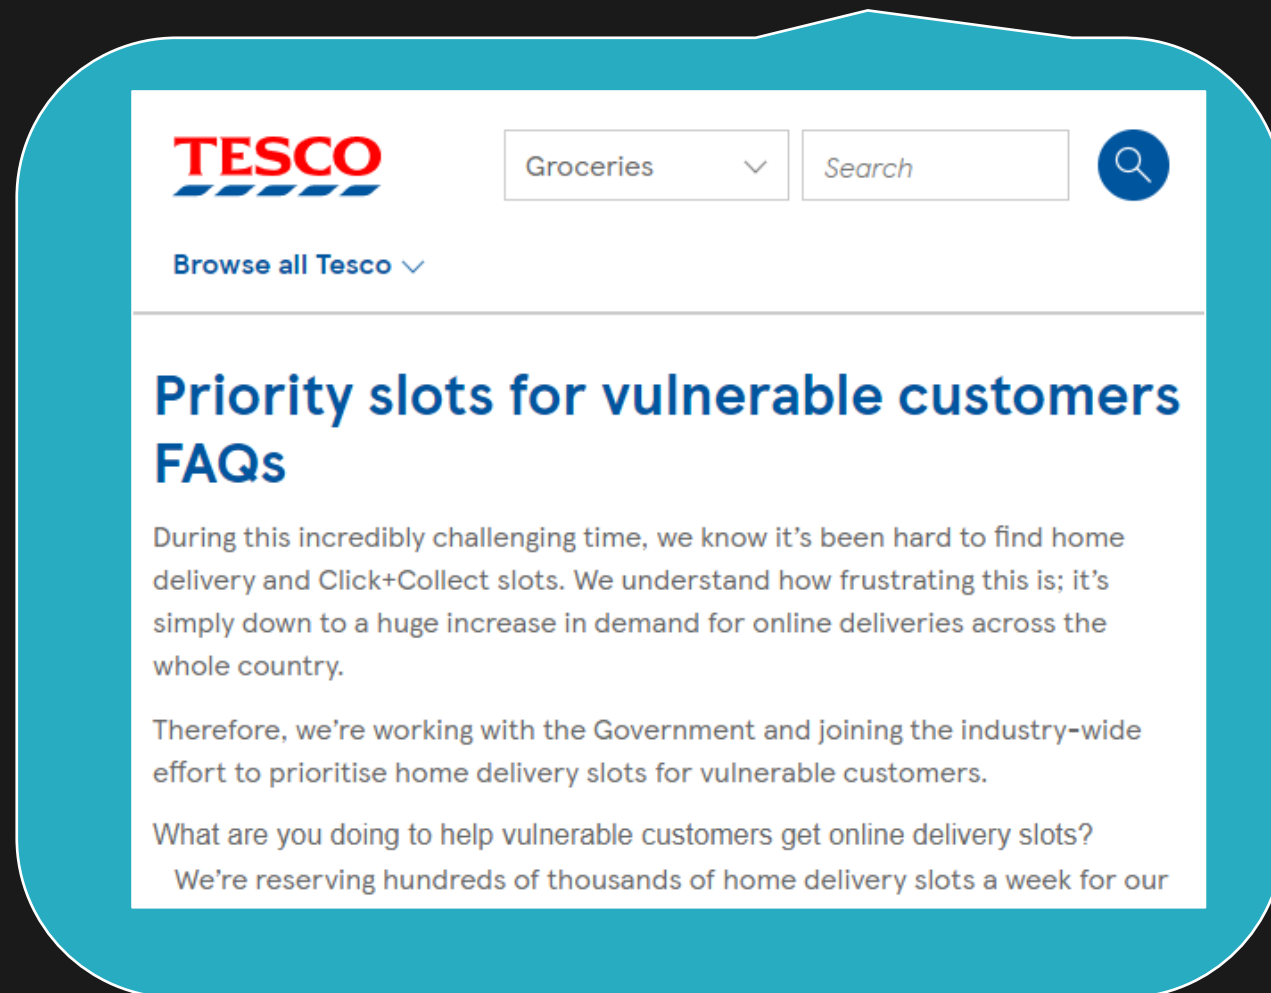 TESCO
Groceries
Search
Browse all Tesco
Priority slots for vulnerable customers
FAQs
During this incredibly challenging time, we know it’s been hard to find home
delivery and Click+Collect slots. We understand how frustrating this is; it’s
simply down to a huge increase in demand for online deliveries across the
whole country.
Therefore, we’re working with the Government and joining the industry-wide
effort to prioritise home delivery slots for vulnerable customers.
What are you doing to help vulnerable customers get online delivery slots?
We’re reserving hundreds of thousands of home delivery slots a week for our